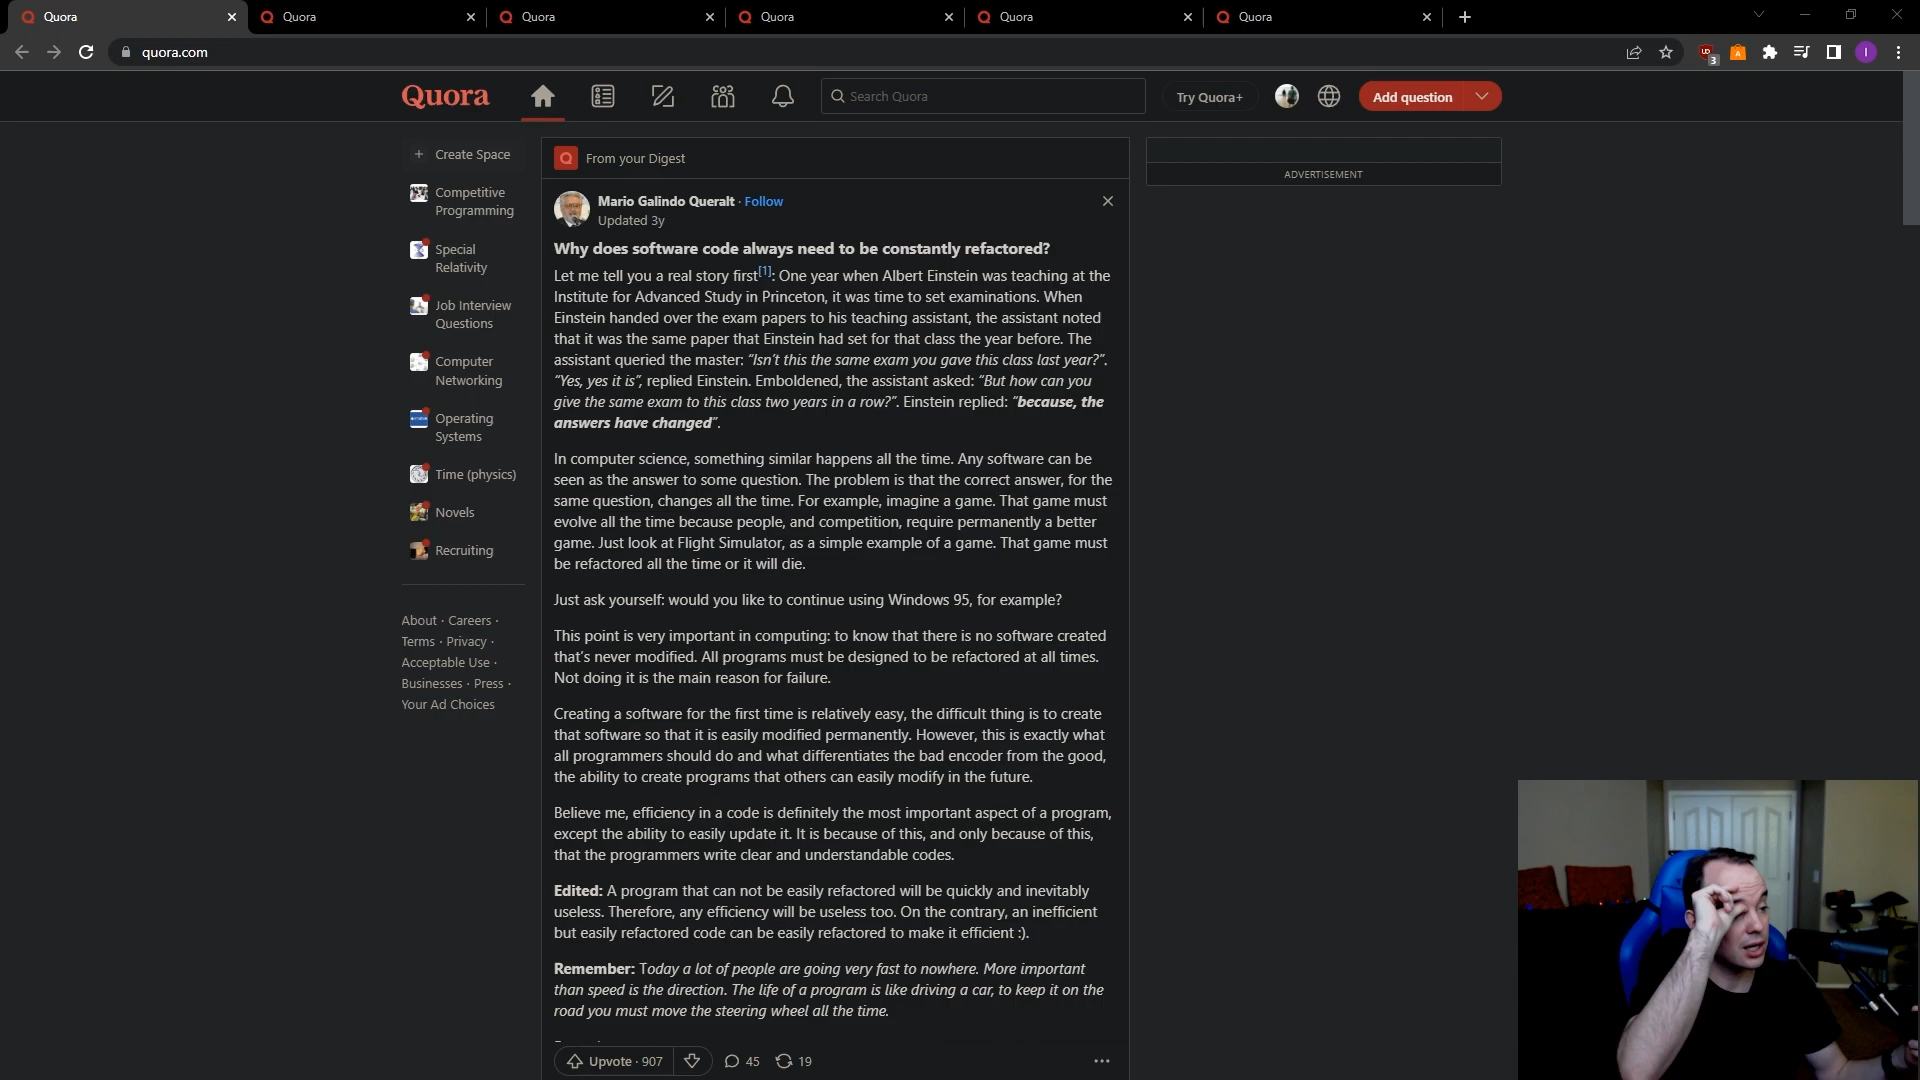 Quora
Quora
Quora
Quora
Quora
Quora
quora.com
3
I
Quora
Search Quora
Try Quora+
Add question
Create Space
Competitive
Programming
Special
Relativity
Job Interview
Questions
Computer
Networking
Operating
Systems
Time (physics)
Novels
Recruiting
About · Careers ·
Terms · Privacy ·
Acceptable Use ·
Businesses · Press ·
Your Ad Choices
From your Digest
Mario Galindo Queralt · Follow
Updated 3y
Why does software code always need to be constantly refactored?
Let me tell you a real story first[1]: One year when Albert Einstein was teaching at the
Institute for Advanced Study in Princeton, it was time to set examinations. When
Einstein handed over the exam papers to his teaching assistant, the assistant noted
that it was the same paper that Einstein had set for that class the year before. The
assistant queried the master: “Isn’t this the same exam you gave this class last year?”.
“Yes, yes it is”, replied Einstein. Emboldened, the assistant asked: “But how can you
give the same exam to this class two years in a row?”. Einstein replied: “because, the
answers have changed”.
In computer science, something similar happens all the time. Any software can be
seen as the answer to some question. The problem is that the correct answer, for the
same question, changes all the time. For example, imagine a game. That game must
evolve all the time because people, and competition, require permanently a better
game. Just look at Flight Simulator, as a simple example of a game. That game must
be refactored all the time or it will die.
Just ask yourself: would you like to continue using Windows 95, for example?
This point is very important in computing: to know that there is no software created
that’s never modified. All programs must be designed to be refactored at all times.
Not doing it is the main reason for failure.
Creating a software for the first time is relatively easy, the difficult thing is to create
that software so that it is easily modified permanently. However, this is exactly what
all programmers should do and what differentiates the bad encoder from the good,
the ability to create programs that others can easily modify in the future.
Believe me, efficiency in a code is definitely the most important aspect of a program,
except the ability to easily update it. It is because of this, and only because of this,
that the programmers write clear and understandable codes.
Edited: A program that can not be easily refactored will be quickly and inevitably
useless. Therefore, any efficiency will be useless too. On the contrary, an inefficient
but easily refactored code can be easily refactored to make it efficient :).
Remember: Today a lot of people are going very fast to nowhere. More important
than speed is the direction. The life of a program is like driving a car, to keep it on the
road you must move the steering wheel all the time.
Upvote · 907
45
19
ADVERTISEMENT